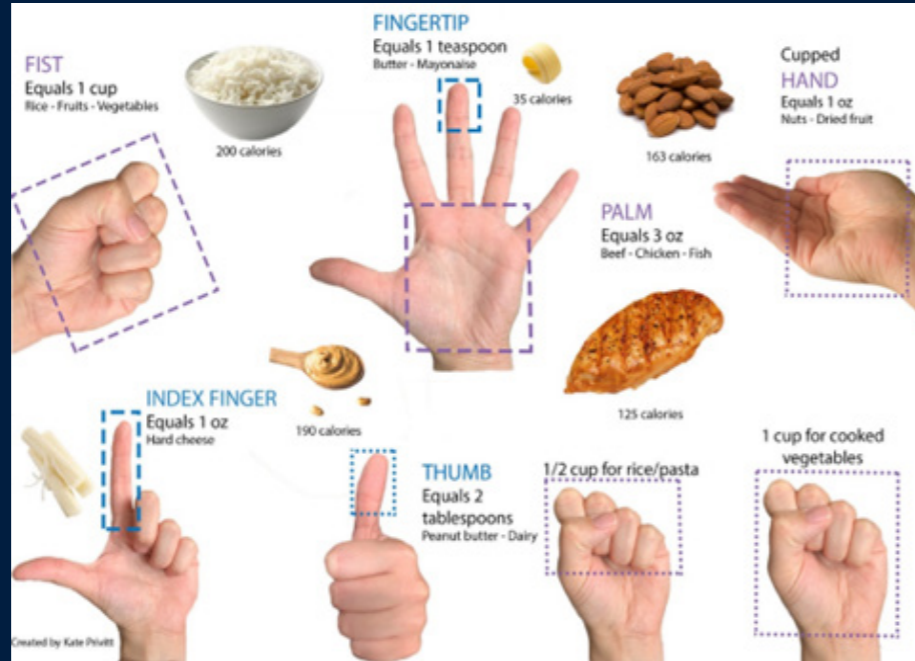 FIST
Equals 1 cup
Rice - Fruits - Vegetables
200 calories
FINGERTIP
Equals 1 teaspoon
Butter - Mayonaise
35 calories
163 calories
Cupped
HAND
Equals 1 oz
Nuts - Dried fruit
PALM
Equals 3 oz
Beef - Chicken - Fish
125 calories
INDEX FINGER
Equals 1 oz
Hard cheese
190 calories
THUMB
Equals 2
tablespoons
Peanut butter - Dairy
1/2 cup for rice/pasta
1 cup for cooked
vegetables
Created by Kate Privitt